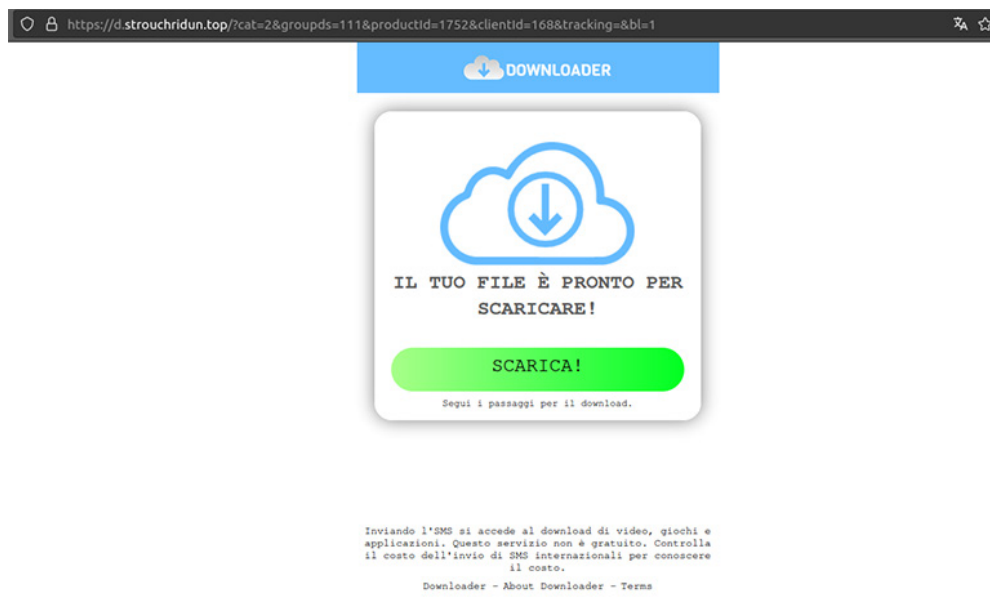 https://d.strouchridun.top/?cat=2&groupds=111&productId=1752&clientId=168&tracking=&bl=1
DOWNLOADER
IL TUO FILE È PRONTO PER
SCARICARE!
SCARICA!
Segui i passaggi per il download.
Inviando l'SMS si accede al download di video, giochi e
applicazioni. Questo servizio non è gratuito. Controlla
il costo dell'invio di SMS internazionali per conoscere
il costo.
Downloader - About Downloader - Terms